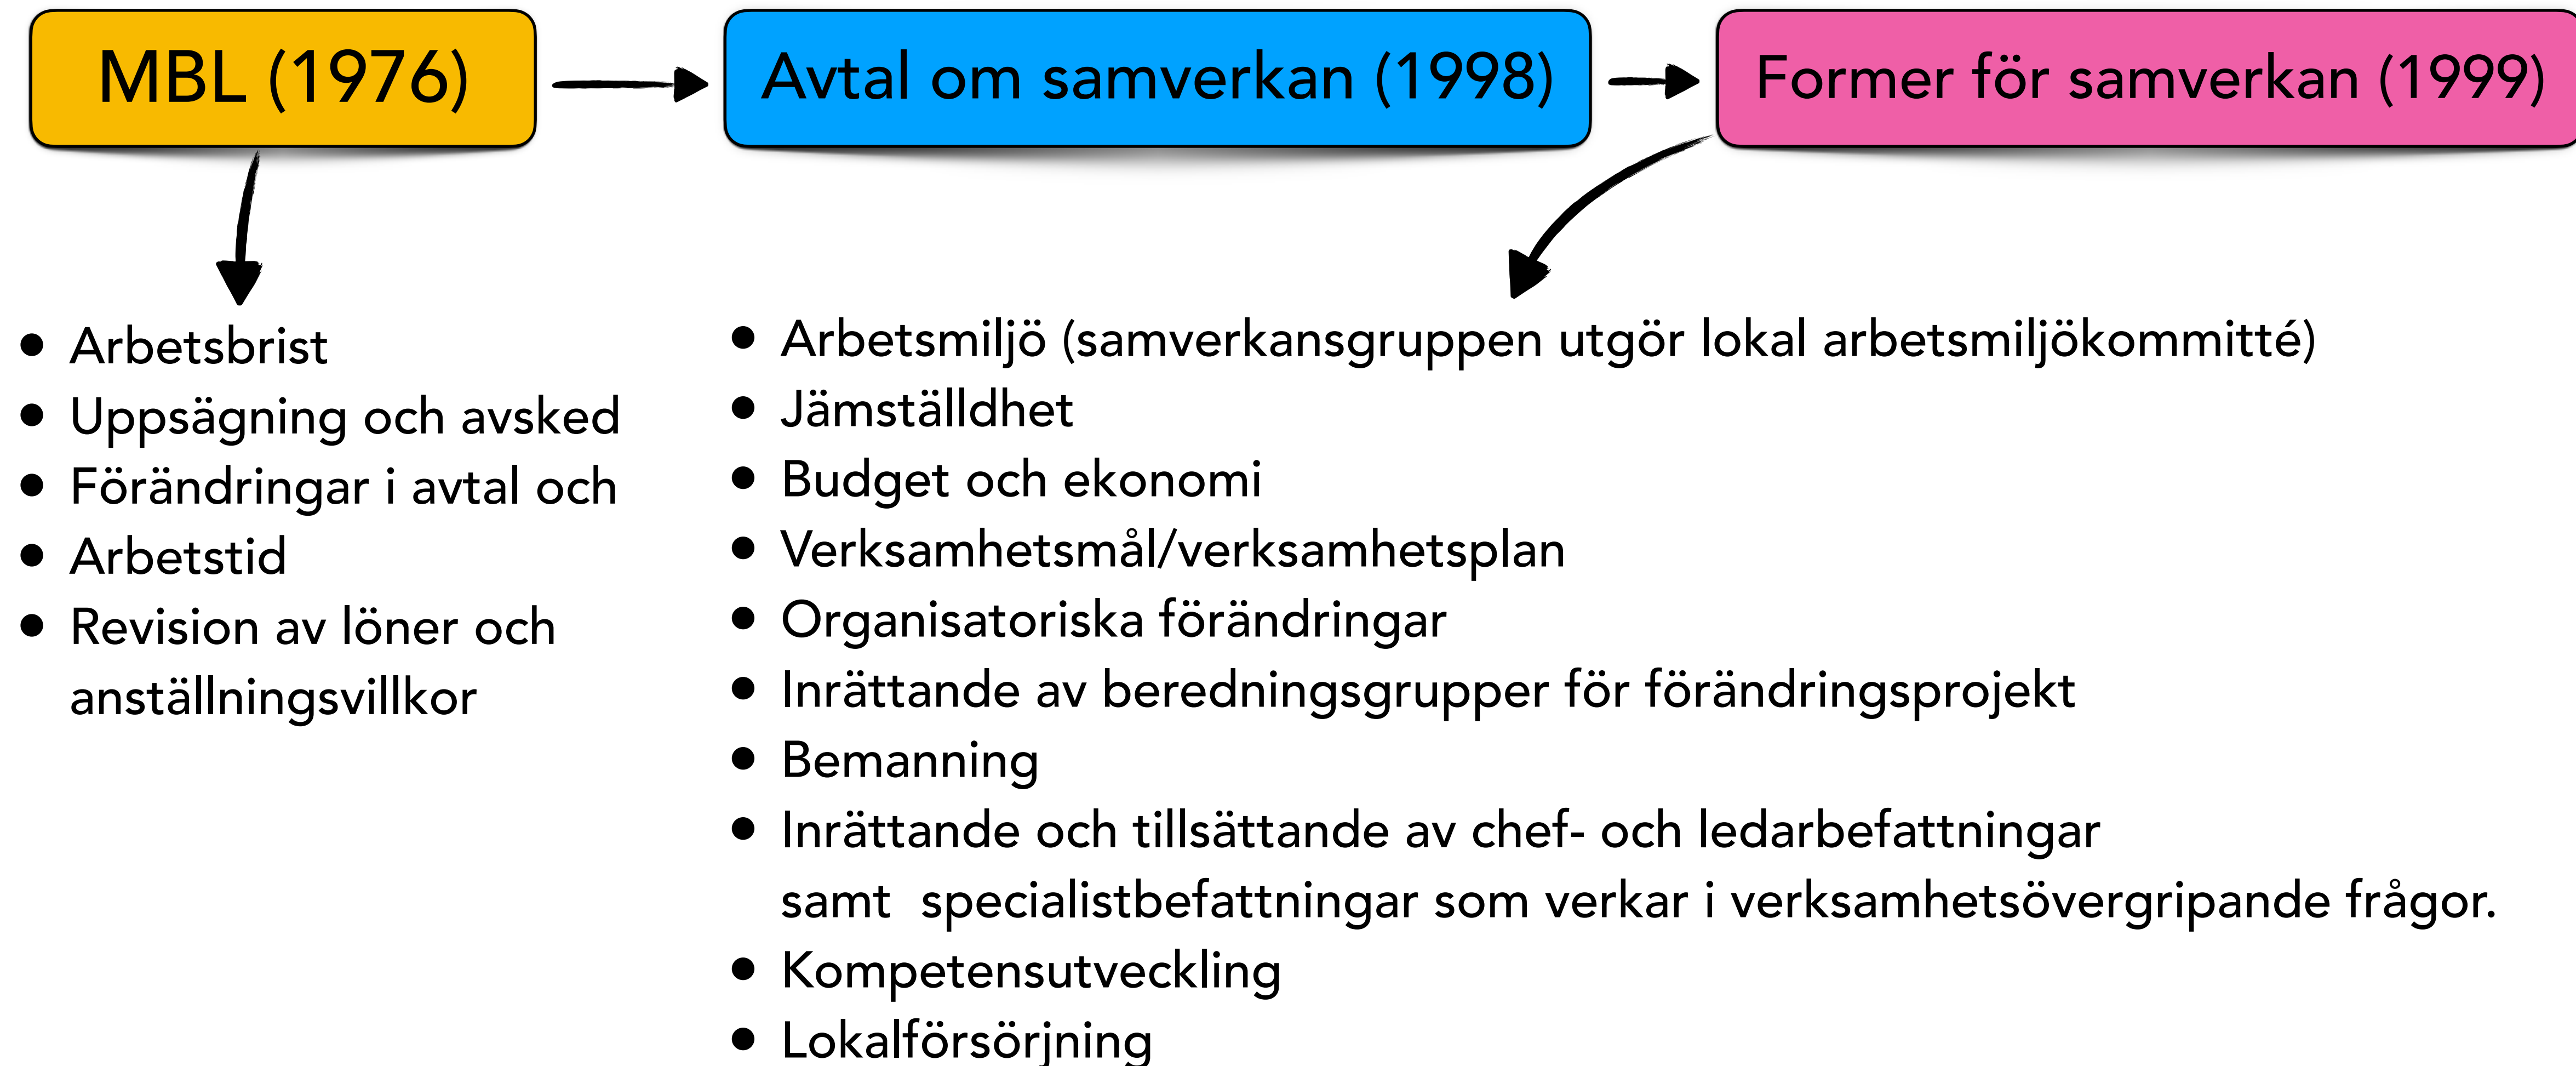 MBL (1976)
Avtal om samverkan (1998)
Former för samverkan (1999)
• Arbetsbrist
• Uppsägning och avsked
• Förändringar i avtal och
• Arbetstid
• Revision av löner och
anställningsvillkor
• Arbetsmiljö (samverkansgruppen utgör lokal arbetsmiljökommitté)
• Jämställdhet
• Budget och ekonomi
• Verksamhetsmål/verksamhetsplan
• Organisatoriska förändringar
• Inrättande av beredningsgrupper för förändringsprojekt
• Bemanning
• Inrättande och tillsättande av chef- och ledarbefattningar
samt  specialistbefattningar som verkar i verksamhetsövergripande frågor.
• Kompetensutveckling
• Lokalförsörjning